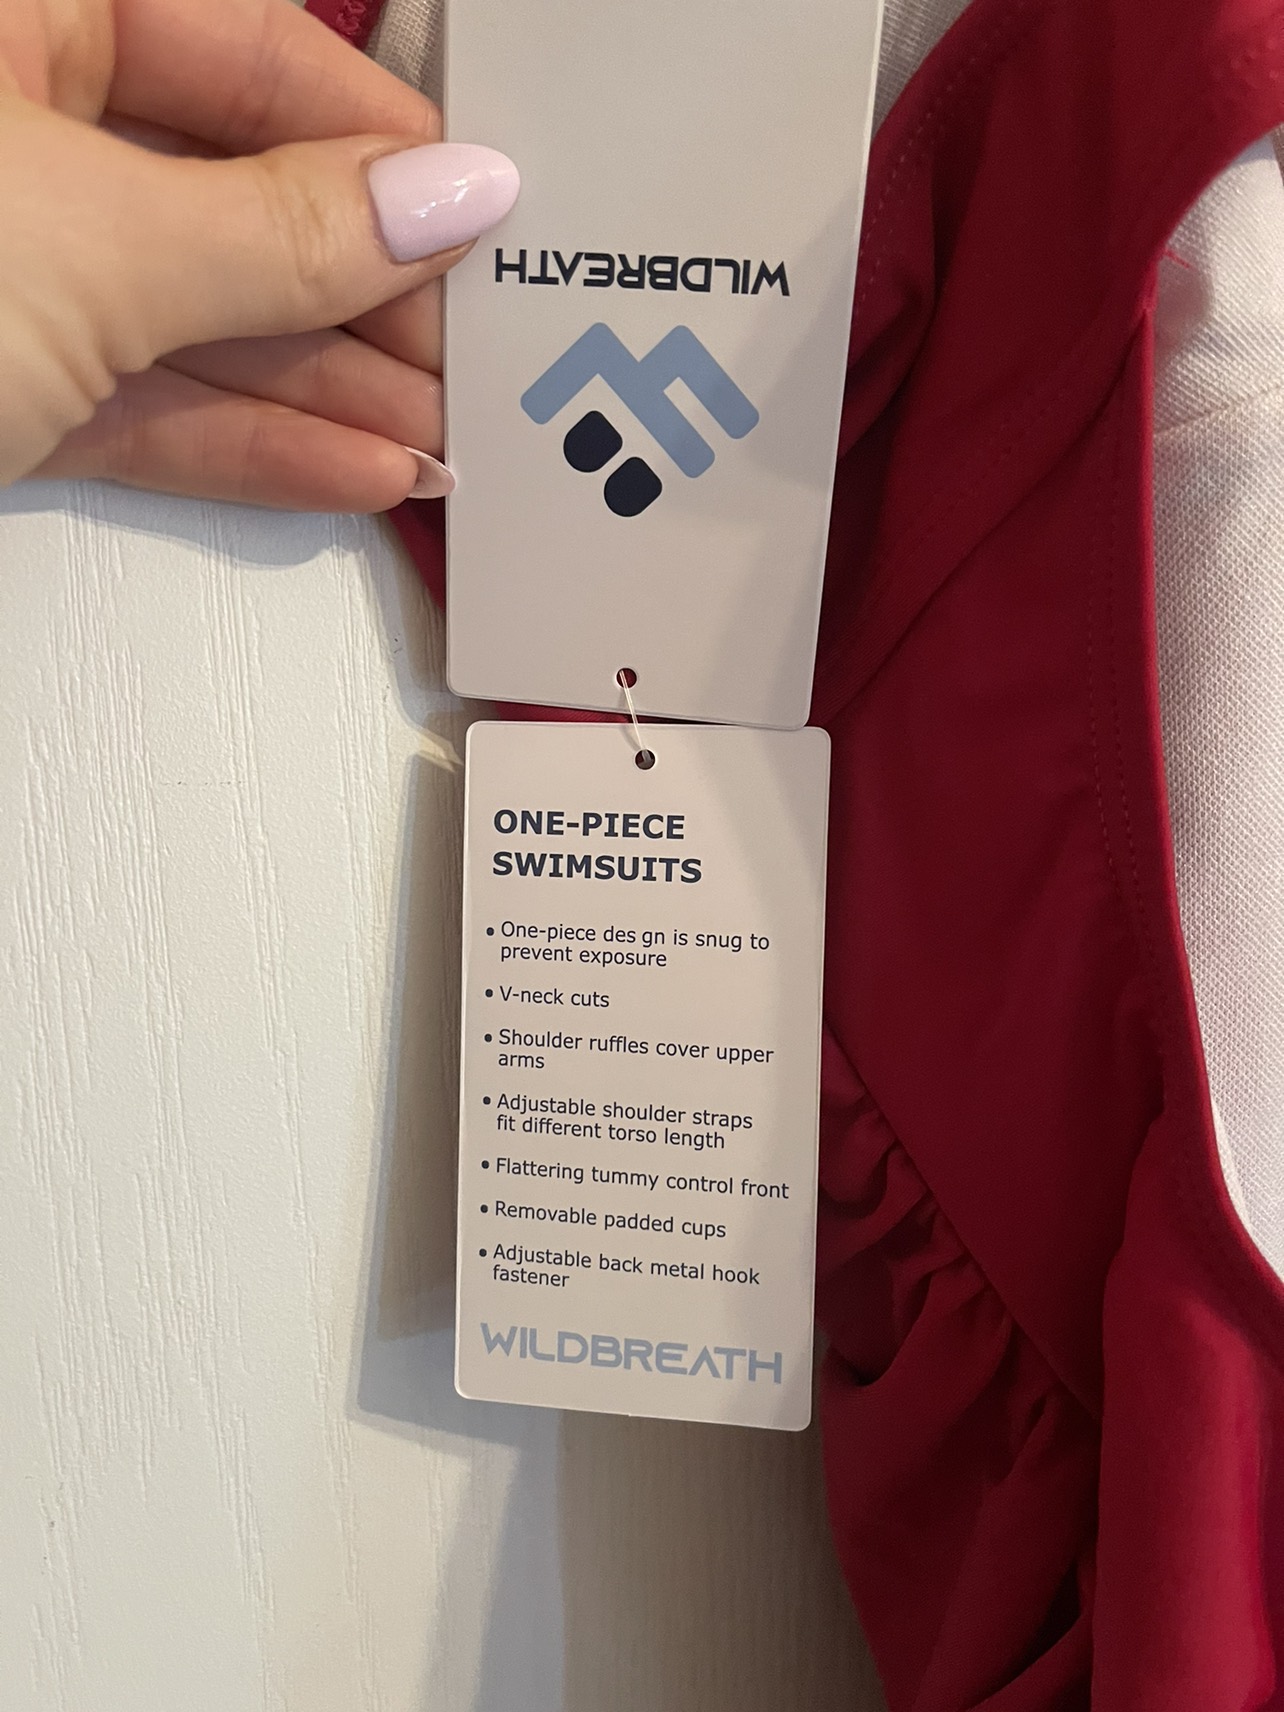 WILDBREATH
ONE-PIECE
SWIMSUITS
• One-piece des gn is snug to
prevent exposure
• V-neck cuts
• Shoulder ruffles cover upper
arms
• Adjustable shoulder straps
fit different torso length
• Flattering tummy control front
• Removable padded cups
• Adjustable back metal hook
fastener
WILDBREATH